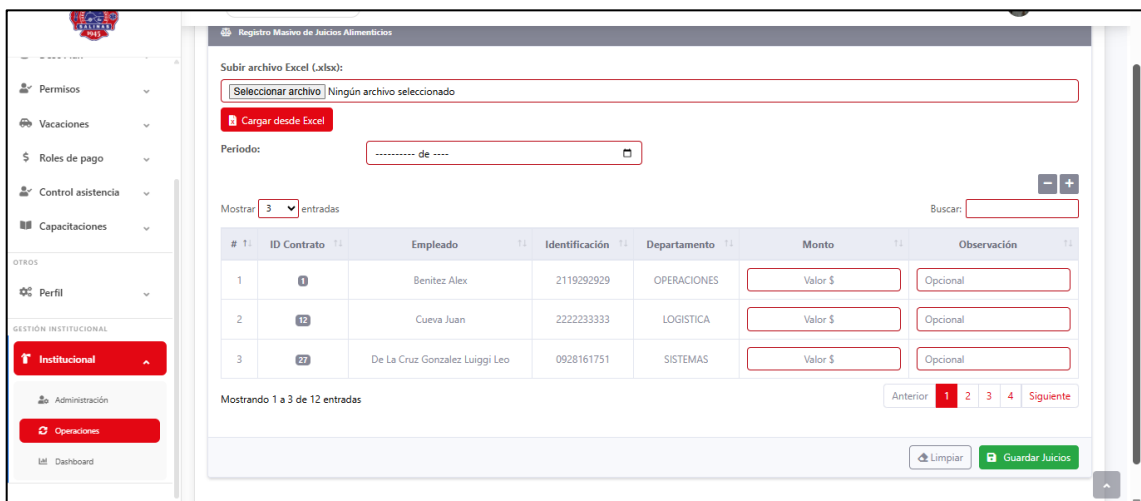 SALINAS
1945
Permisos
Vacaciones
$ Roles de pago
Control asistencia
Capacitaciones
OTROS
Perfil
GESTIÓN INSTITUCIONAL
Institucional
Administración
Operaciones
Dashboard
Registro Masivo de Juicios Alimenticios
Subir archivo Excel (.xlsx):
Seleccionar archivo Ningún archivo seleccionado
Cargar desde Excel
Periodo: ---------- de ----
Mostrar 3 entradas Buscar:
# ID Contrato Empleado Identificación Departamento Monto Observación
1 1 Benitez Alex 2119292929 OPERACIONES Valor $ Opcional
2 12 Cueva Juan 2222233333 LOGISTICA Valor $ Opcional
3 27 De La Cruz Gonzalez Luiggi Leo 0928161751 SISTEMAS Valor $ Opcional
Mostrando 1 a 3 de 12 entradas Anterior 1 2 3 4 Siguiente
Limpiar Guardar Juicios